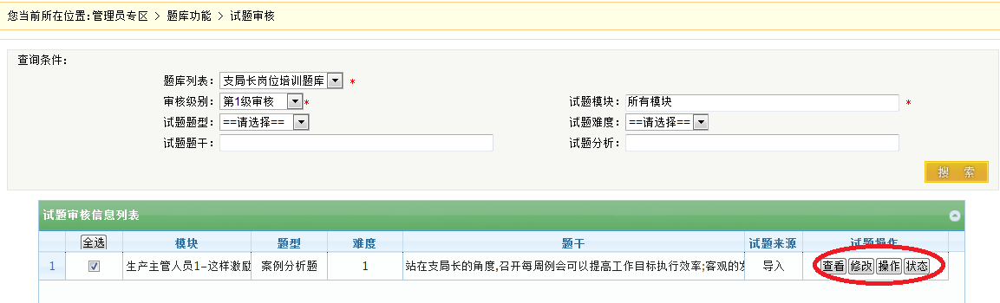 您当前所在位置:管理员专区 > 题库功能 > 试题审核
查询条件:
题库列表: 支局长岗位培训题库 *
审核级别: 第1级审核 * 试题模块: 所有模块 *
试题题型: ==请选择== 试题难度: ==请选择==
试题题干: 试题分析:
搜 索
试题审核信息列表
全选 模块 题型 难度 题干 试题来源 试题操作
1 生产主管人员1-这样激励 案例分析题 1 站在支局长的角度,召开每周例会可以提高工作目标执行效率;客观的发 导入 查看 修改 操作 状态